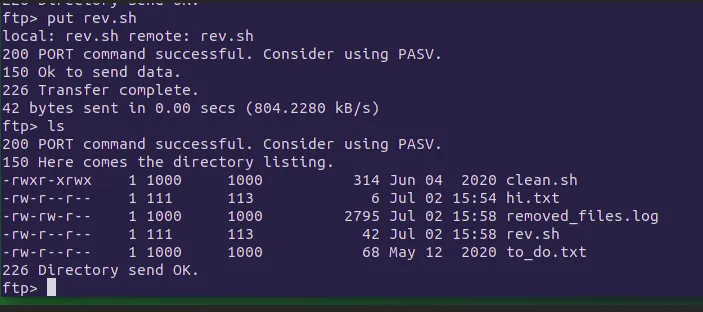 226 Directory send OK.
ftp> put rev.sh
local: rev.sh remote: rev.sh
200 PORT command successful. Consider using PASV.
150 Ok to send data.
226 Transfer complete.
42 bytes sent in 0.00 secs (804.2280 kB/s)
ftp> ls
200 PORT command successful. Consider using PASV.
150 Here comes the directory listing.
-rwxr-xrwx    1 1000     1000          314 Jun 04  2020 clean.sh
-rw-r--r--    1 111      113             6 Jul 02 15:54 hi.txt
-rw-rw-r--    1 1000     1000         2795 Jul 02 15:58 removed_files.log
-rw-r--r--    1 111      113            42 Jul 02 15:58 rev.sh
-rw-r--r--    1 1000     1000           68 May 12  2020 to_do.txt
226 Directory send OK.
ftp>